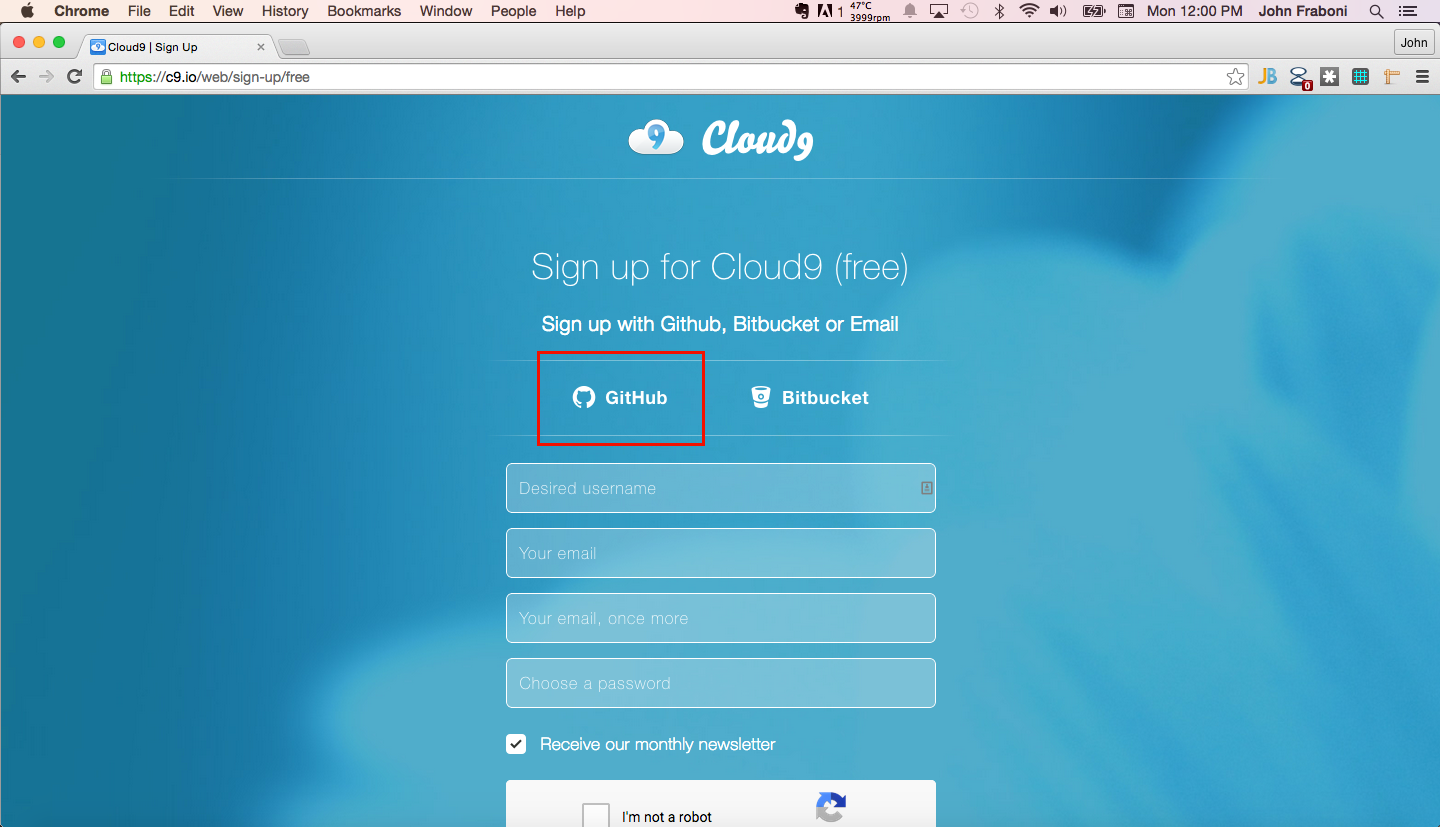 Chrome File Edit View History Bookmarks Window People Help 1 47°C 3999rpm Mon 12:00 PM John Fraboni
Cloud9 | Sign Up
John
https://c9.io/web/sign-up/free
JB 0
9 Cloud9
Sign up for Cloud9 (free)
Sign up with Github, Bitbucket or Email
GitHub Bitbucket
Desired username
Your email
Your email, once more
Choose a password
Receive our monthly newsletter
I'm not a robot